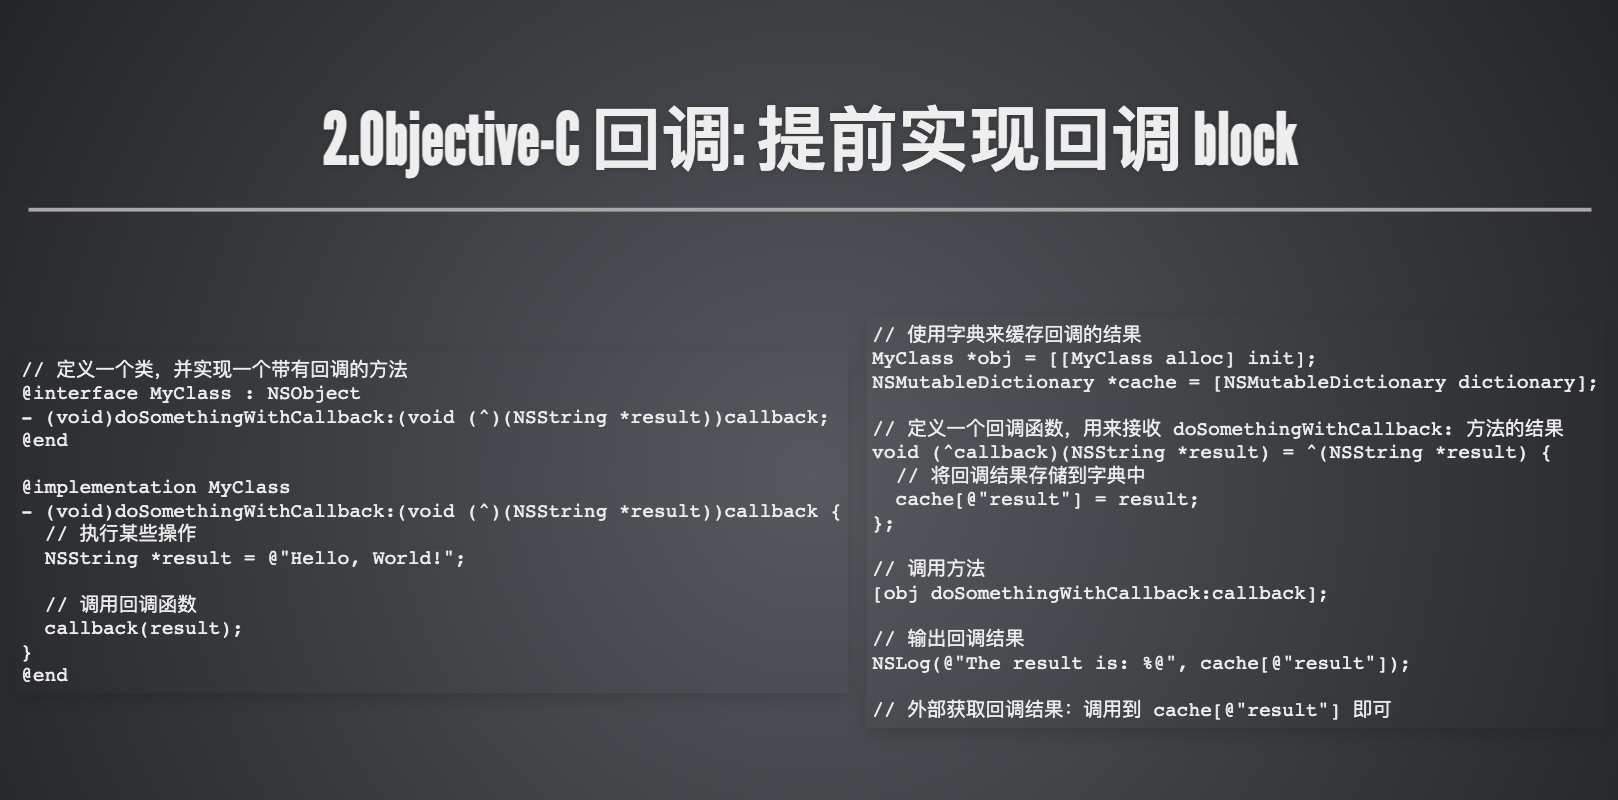 2.Objective-C 回调: 提前实现回调 block
// 定义一个类，并实现一个带有回调的方法
@interface MyClass : NSObject
- (void)doSomethingWithCallback:(void (^)(NSString *result))callback;
@end
@implementation MyClass
- (void)doSomethingWithCallback:(void (^)(NSString *result))callback {
// 执行某些操作
NSString *result = @"Hello, World!";
// 调用回调函数
callback(result);
}
@end
// 使用字典来缓存回调的结果
MyClass *obj = [[MyClass alloc] init];
NSMutableDictionary *cache = [NSMutableDictionary dictionary];
// 定义一个回调函数，用来接收 doSomethingWithCallback: 方法的结果
void (^callback)(NSString *result) = ^(NSString *result) {
// 将回调结果存储到字典中
cache[@"result"] = result;
};
// 调用方法
[obj doSomethingWithCallback:callback];
// 输出回调结果
NSLog(@"The result is: %@", cache[@"result"]);
// 外部获取回调结果：调用到 cache[@"result"] 即可